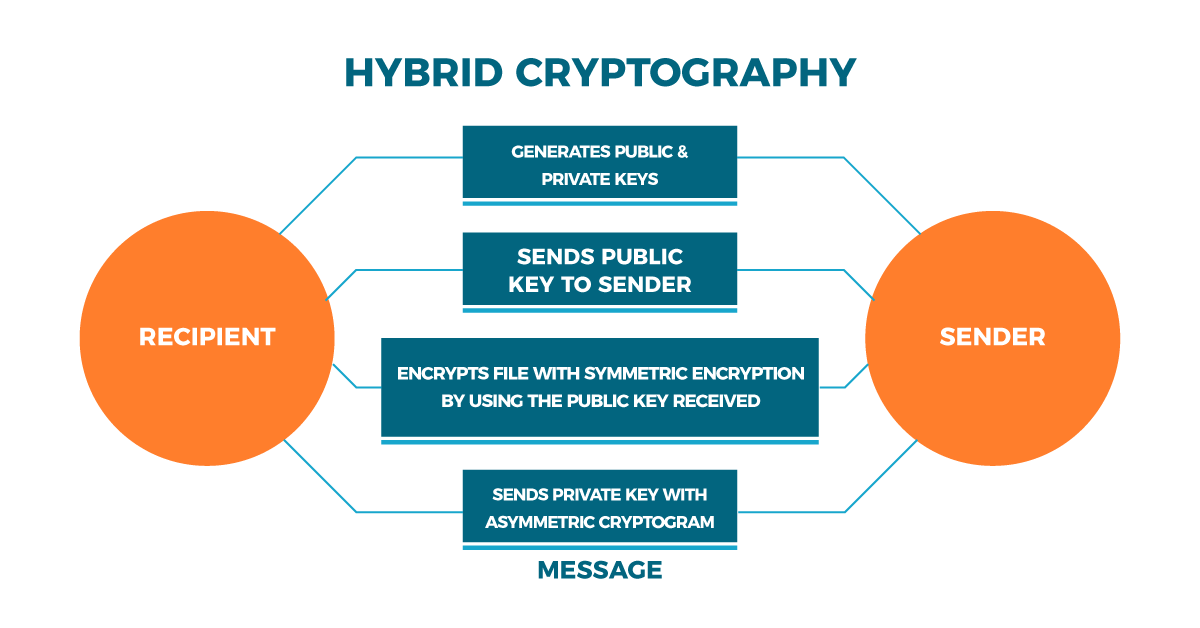 HYBRID CRYPTOGRAPHY
GENERATES PUBLIC &
PRIVATE KEYS
SENDS PUBLIC
KEY TO SENDER
RECIPIENT
SENDER
ENCRYPTS FILE WITH SYMMETRIC ENCRYPTION
BY USING THE PUBLIC KEY RECEIVED
SENDS PRIVATE KEY WITH
ASYMMETRIC CRYPTOGRAM
MESSAGE